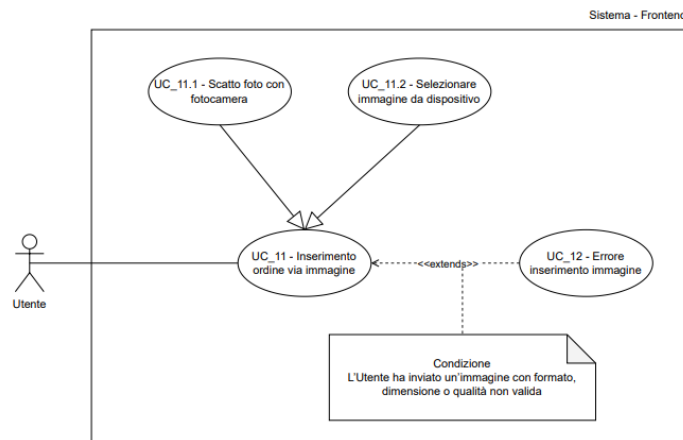 Sistema - Frontend
UC_11.1 - Scatto foto con
fotocamera
UC_11.2 - Selezionare
immagine da dispositivo
UC_11 - Inserimento
ordine via immagine
<<extends>>
UC_12 - Errore
inserimento immagine
Utente
Condizione
L'Utente ha inviato un'immagine con formato,
dimensione o qualità non valida